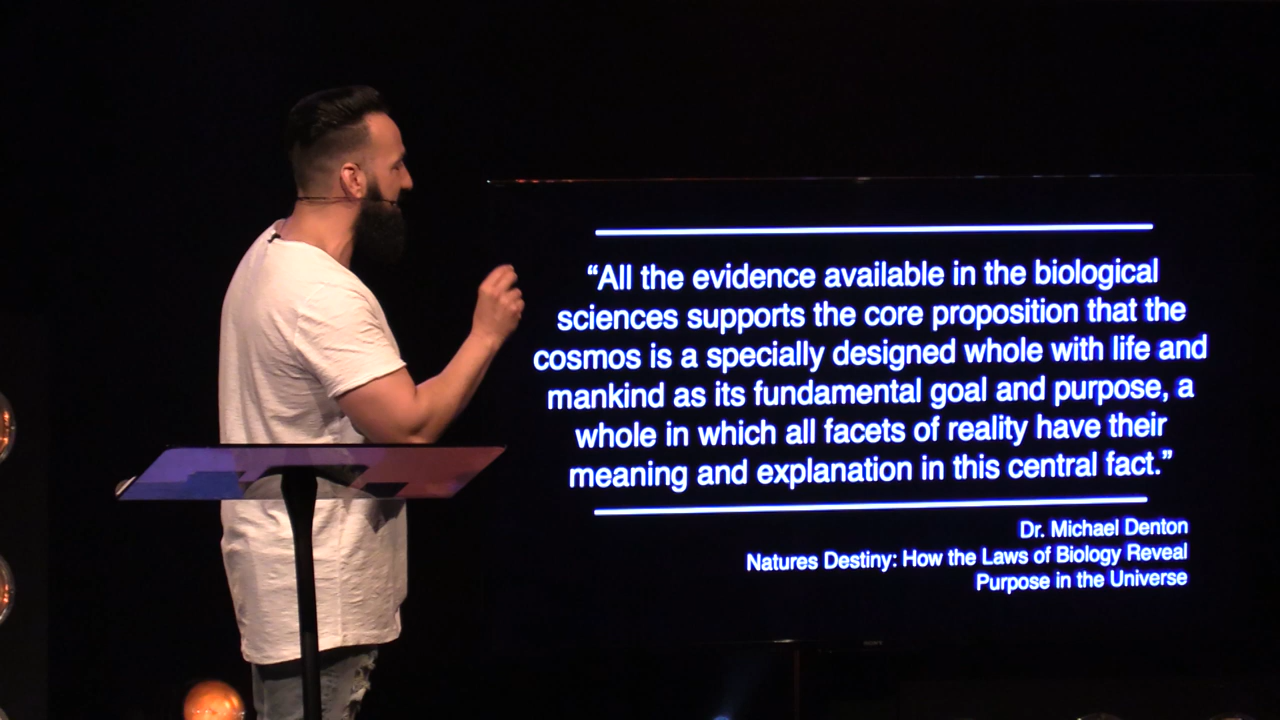 “All the evidence available in the biological
sciences supports the core proposition that the
cosmos is a specially designed whole with life and
mankind as its fundamental goal and purpose, a
whole in which all facets of reality have their
meaning and explanation in this central fact.”
Dr. Michael Denton
Natures Destiny: How the Laws of Biology Reveal
Purpose in the Universe